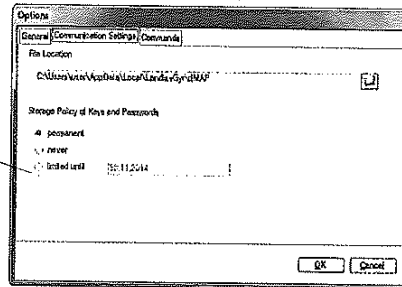 Options
General Communication Settings Commands
File Location
Storage Policy of Keys and Passwords
permanent
never
limited until
OK Cancel